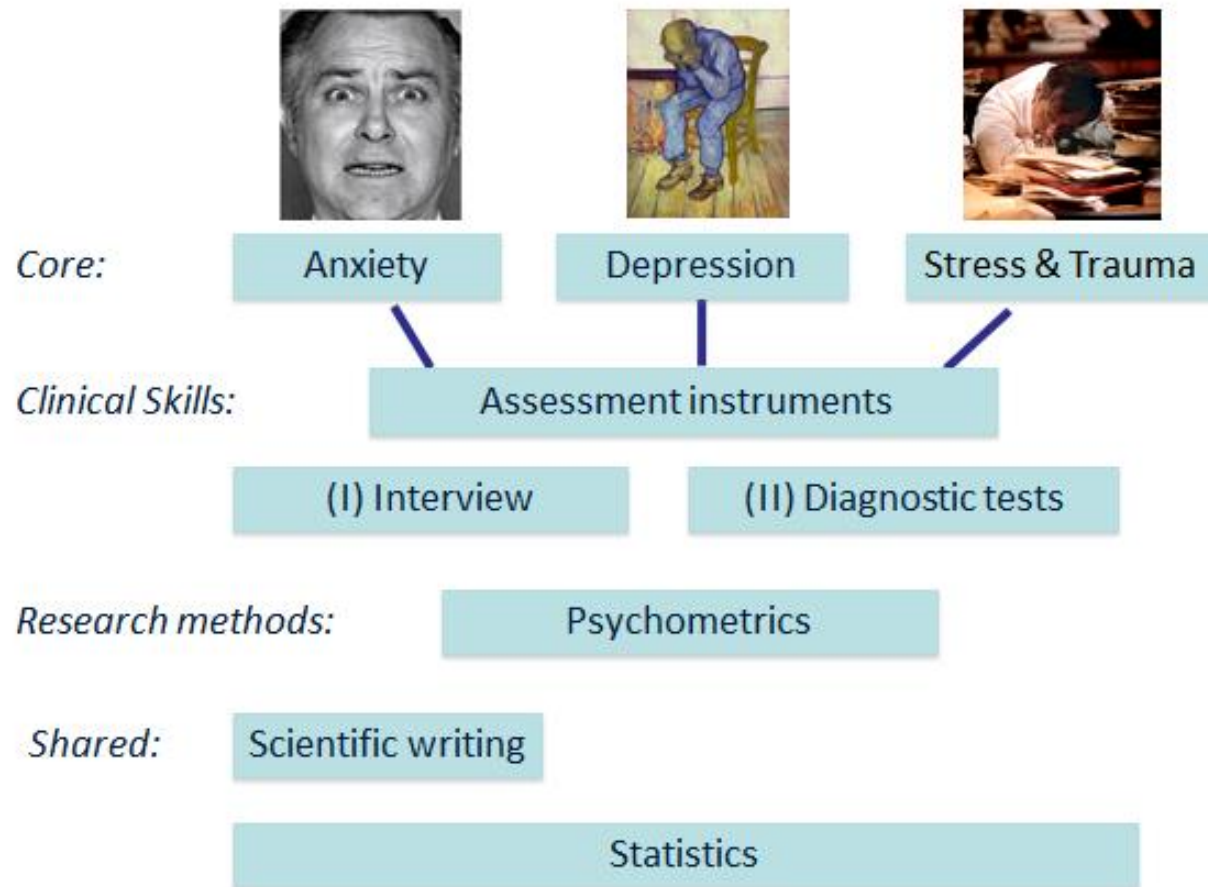 Core: Anxiety Depression Stress & Trauma
Clinical Skills: Assessment instruments
(I) Interview (II) Diagnostic tests
Research methods: Psychometrics
Shared: Scientific writing
Statistics